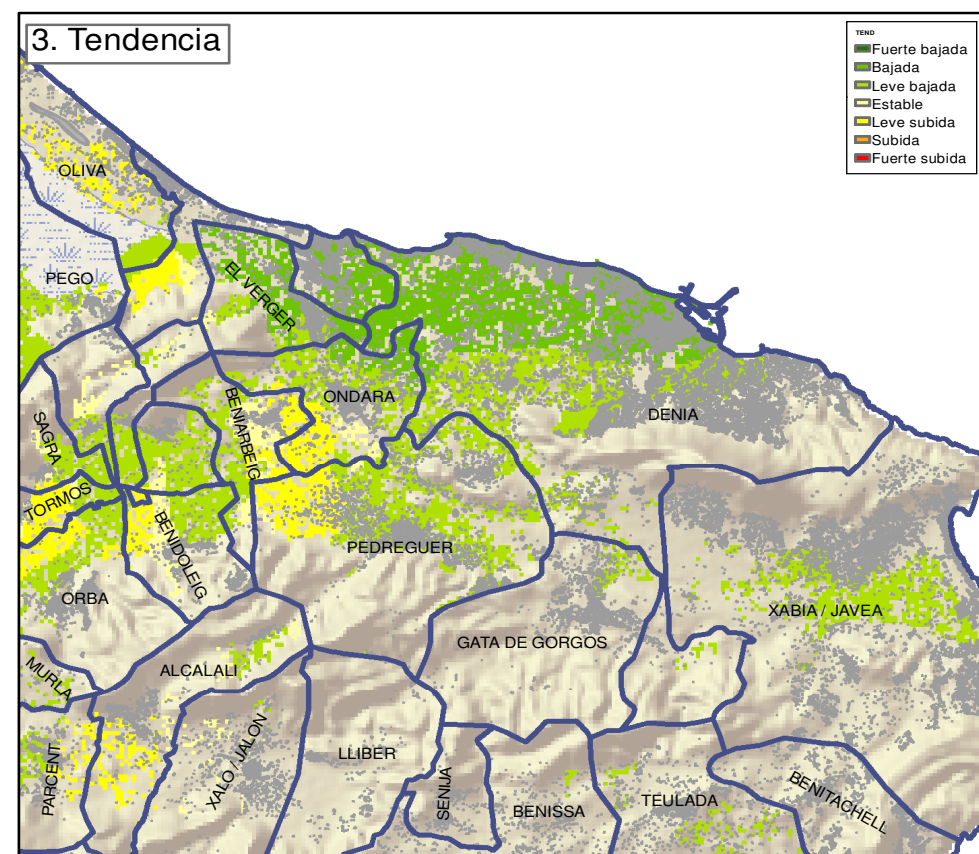 3. Tendencia
TEND
Fuerte bajada
Bajada
Leve bajada
Estable
Leve subida
Subida
Fuerte subida
OLIVA
PEGO
EL VERGER
ONDARA
BENIARBEIG
DENIA
SAGRA
TORMOS
BENIDOLEIG
PEDREGUER
ORBA
XABIA / JAVEA
GATA DE GORGOS
MURLA
ALCALALI
PARCENT
XALO / JALON
LLIBER
SENIJA
BENISSA
TEULADA
BENITACHELL